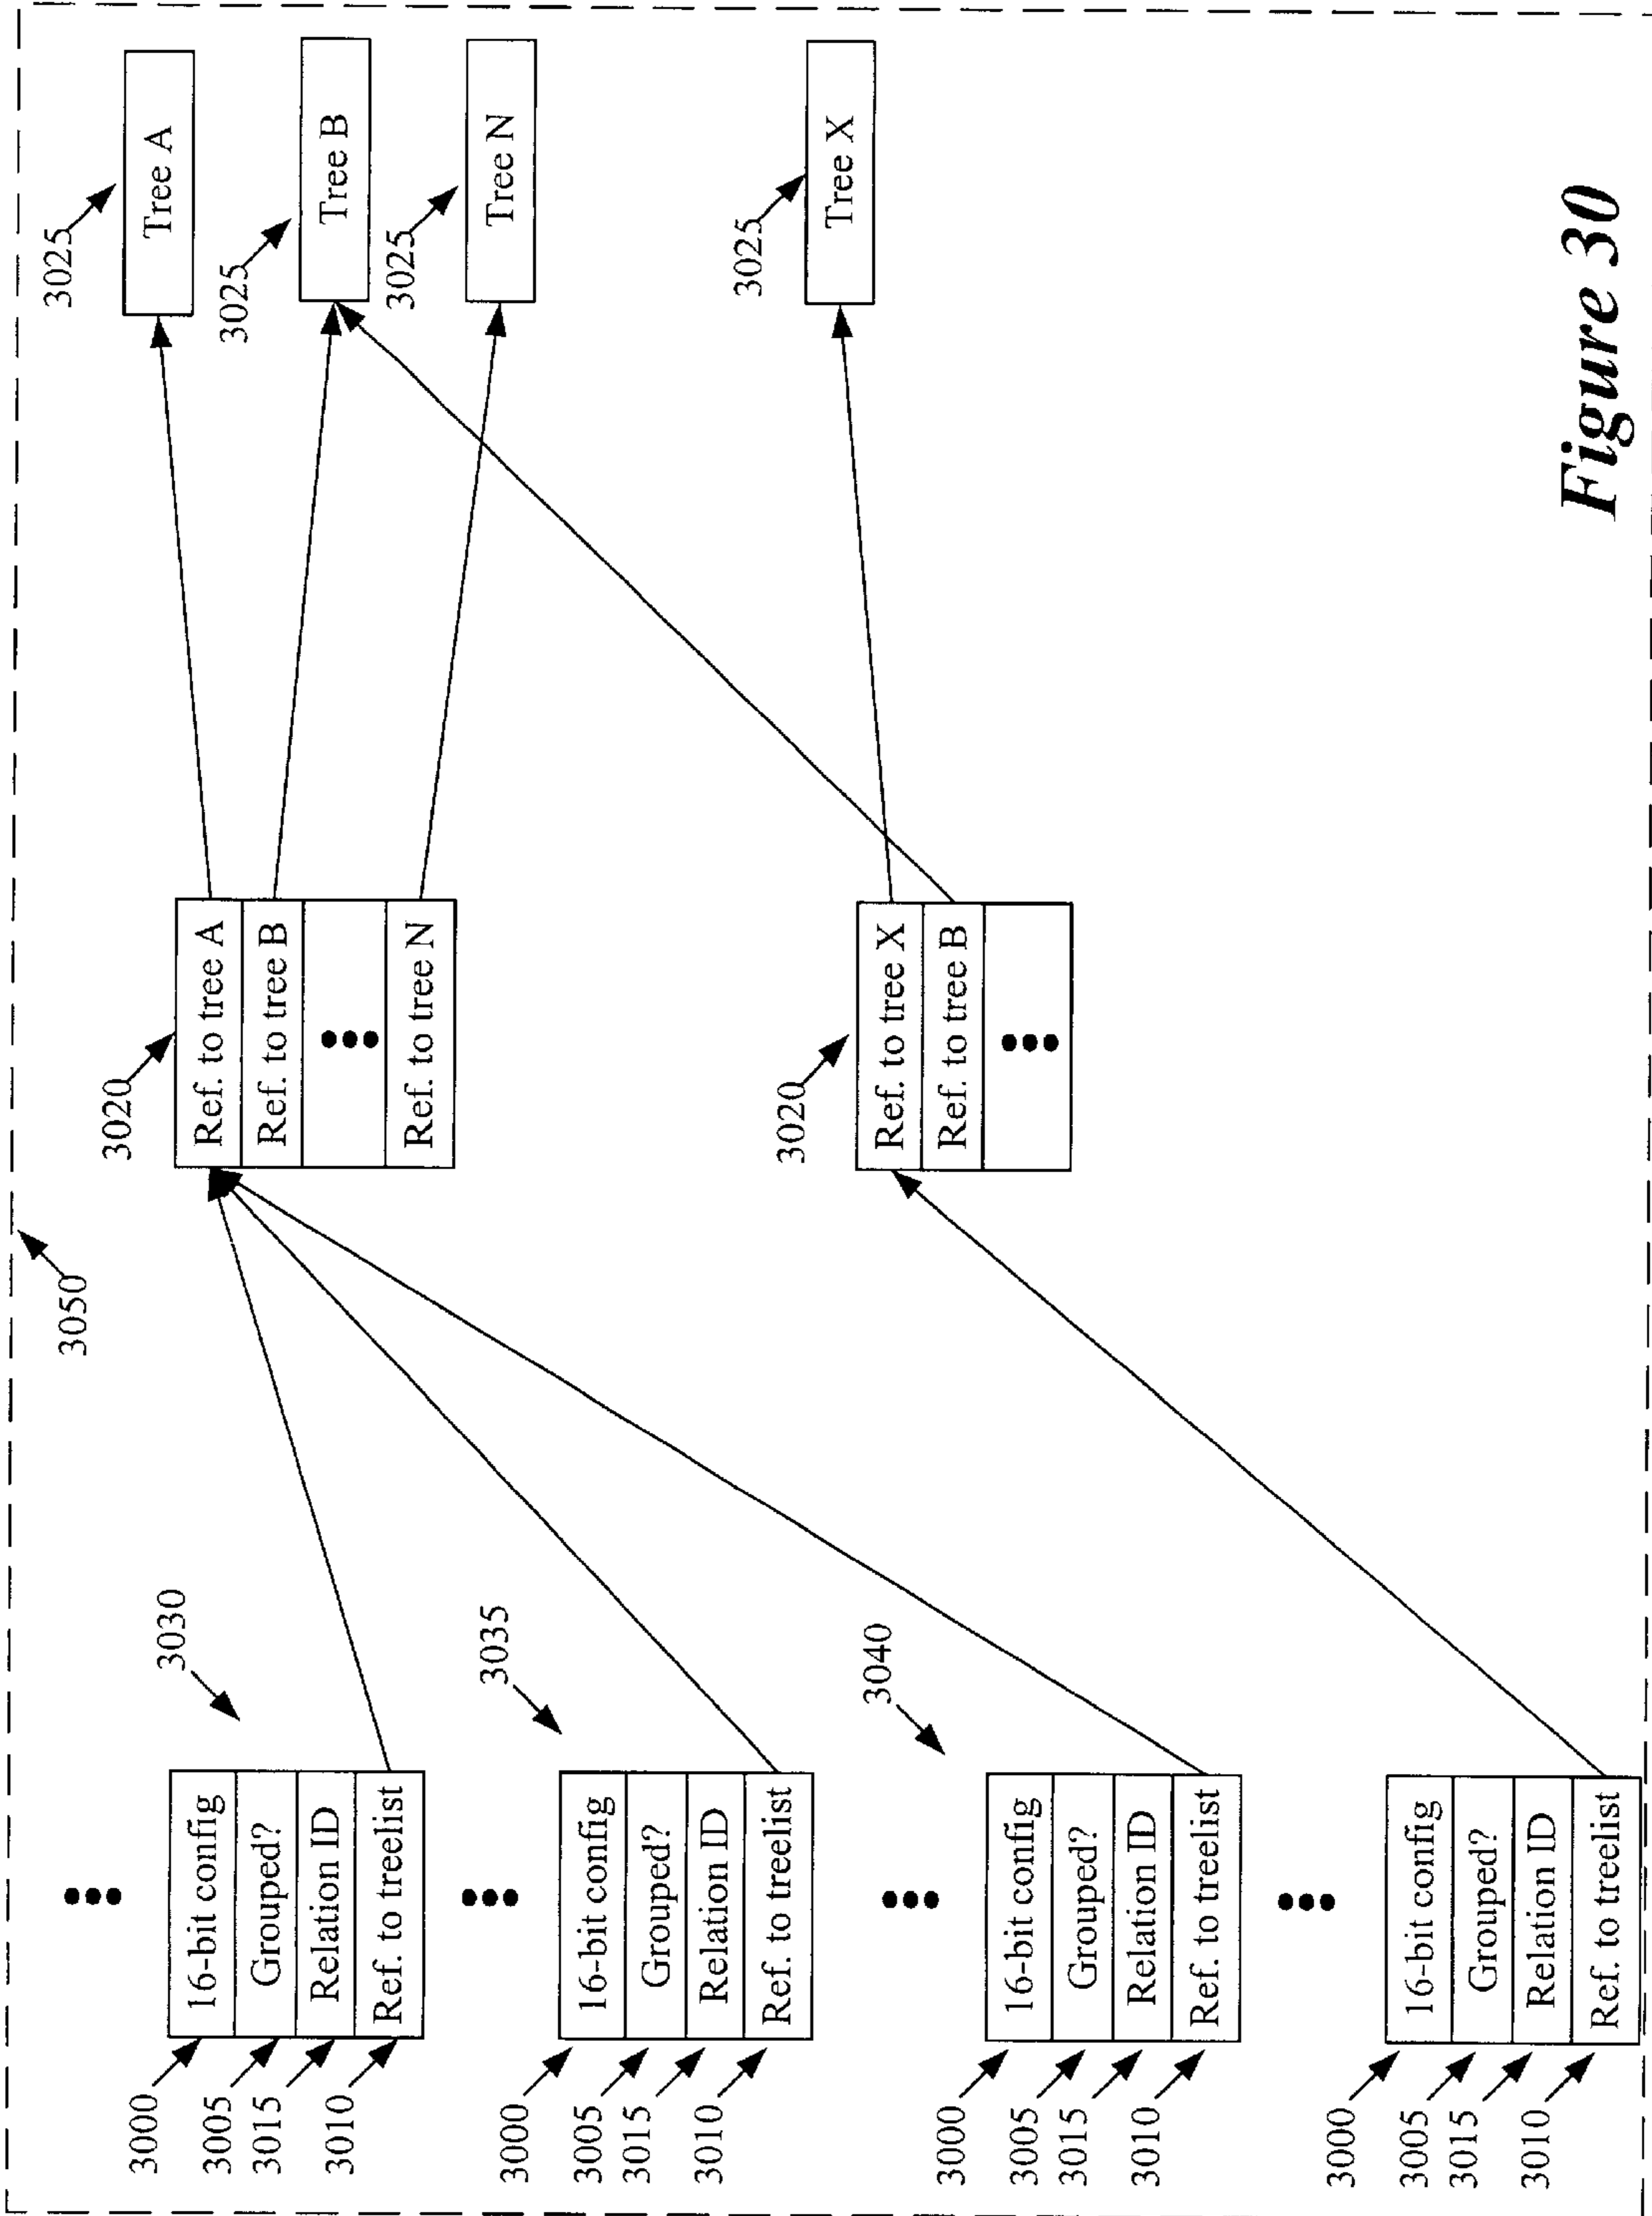 3050
3030
3000
16-bit config
3005
Grouped?
3015
Relation ID
3010
Ref. to treelist
3035
3000
16-bit config
3005
Grouped?
3015
Relation ID
3010
Ref. to treelist
3040
3000
16-bit config
3005
Grouped?
3015
Relation ID
3010
Ref. to treelist
3000
16-bit config
3005
Grouped?
3015
Relation ID
3010
Ref. to treelist
3020
Ref. to tree A
Ref. to tree B
Ref. to tree N
3020
Ref. to tree X
Ref. to tree B
3025
Tree A
3025
Tree B
3025
Tree N
3025
Tree X
Figure 30